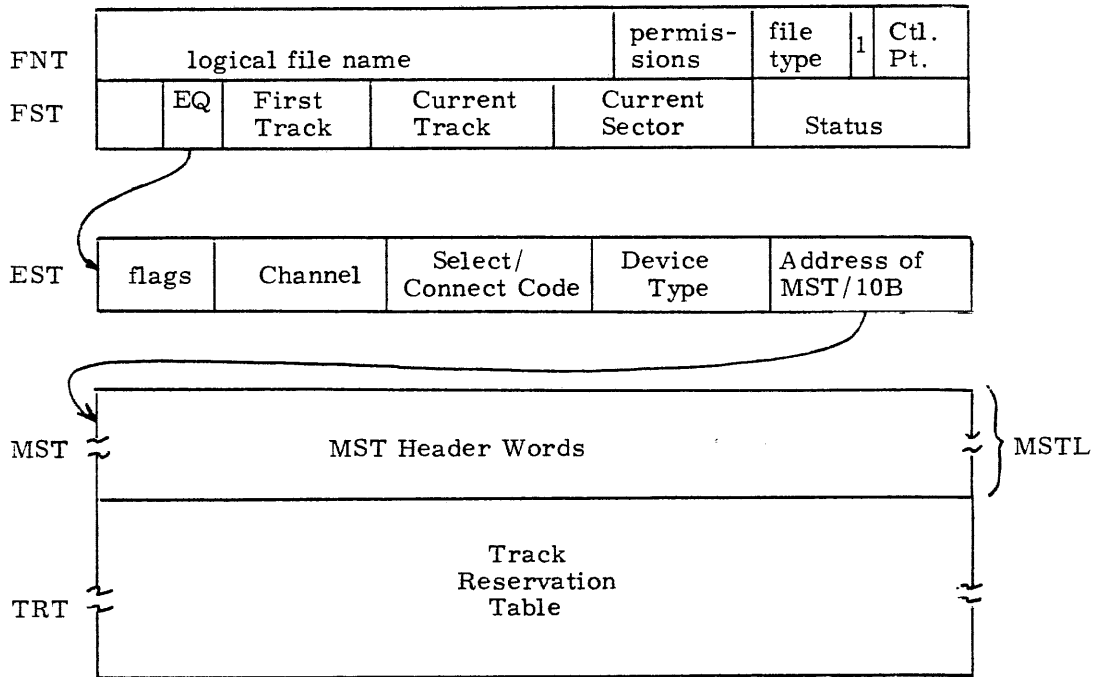 FNT logical file name permis- sions file type 1 Ctl. Pt.
FST EQ First Track Current Track Current Sector Status
EST flags Channel Select/ Connect Code Device Type Address of MST/10B
MST MST Header Words MSTL
Track
Reservation
Table
TRT